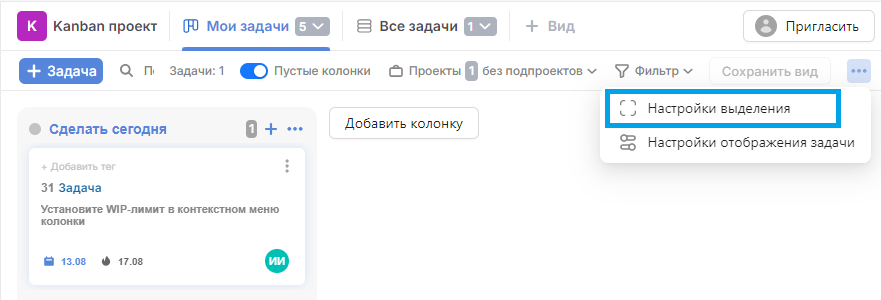 K Kanban проект Мои задачи 5 Все задачи 1 + Вид Пригласить
+ Задача По Задачи: 1 Пустые колонки Проекты 1 без подпроектов Фильтр Сохранить вид
Настройки выделения
Настройки отображения задачи
Сделать сегодня 1 + Добавить колонку
+ Добавить тег
31 Задача
Установите WIP-лимит в контекстном меню
колонки
13.08 17.08 ИИ